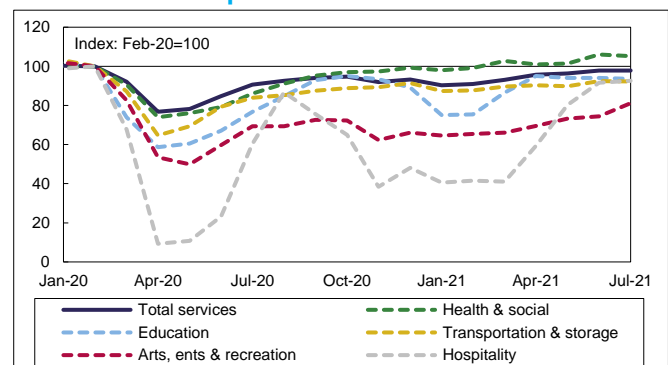 Index: Feb-20=100
120
100
80
60
40
20
0
Jan-20 Apr-20 Jul-20 Oct-20 Jan-21 Apr-21 Jul-21
Total services Health & social
Education Transportation & storage
Arts, ents & recreation Hospitality